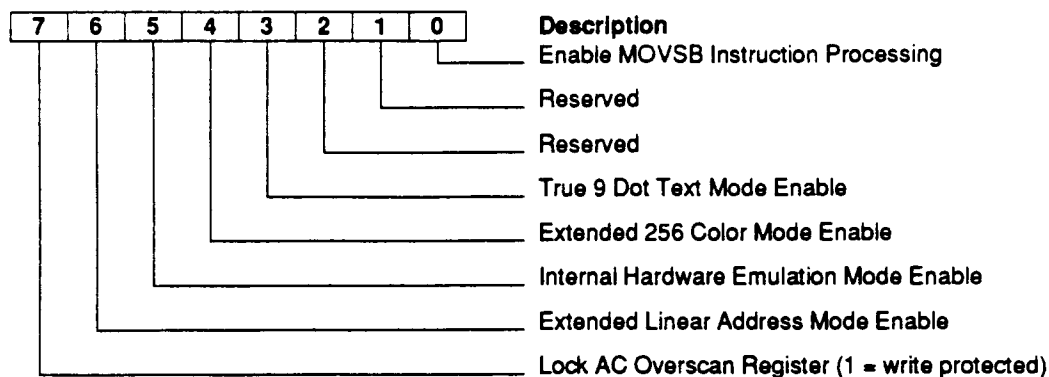 7 6 5 4 3 2 1 0 Description
Enable MOVSB Instruction Processing
Reserved
Reserved
True 9 Dot Text Mode Enable
Extended 256 Color Mode Enable
Internal Hardware Emulation Mode Enable
Extended Linear Address Mode Enable
Lock AC Overscan Register (1 = write protected)